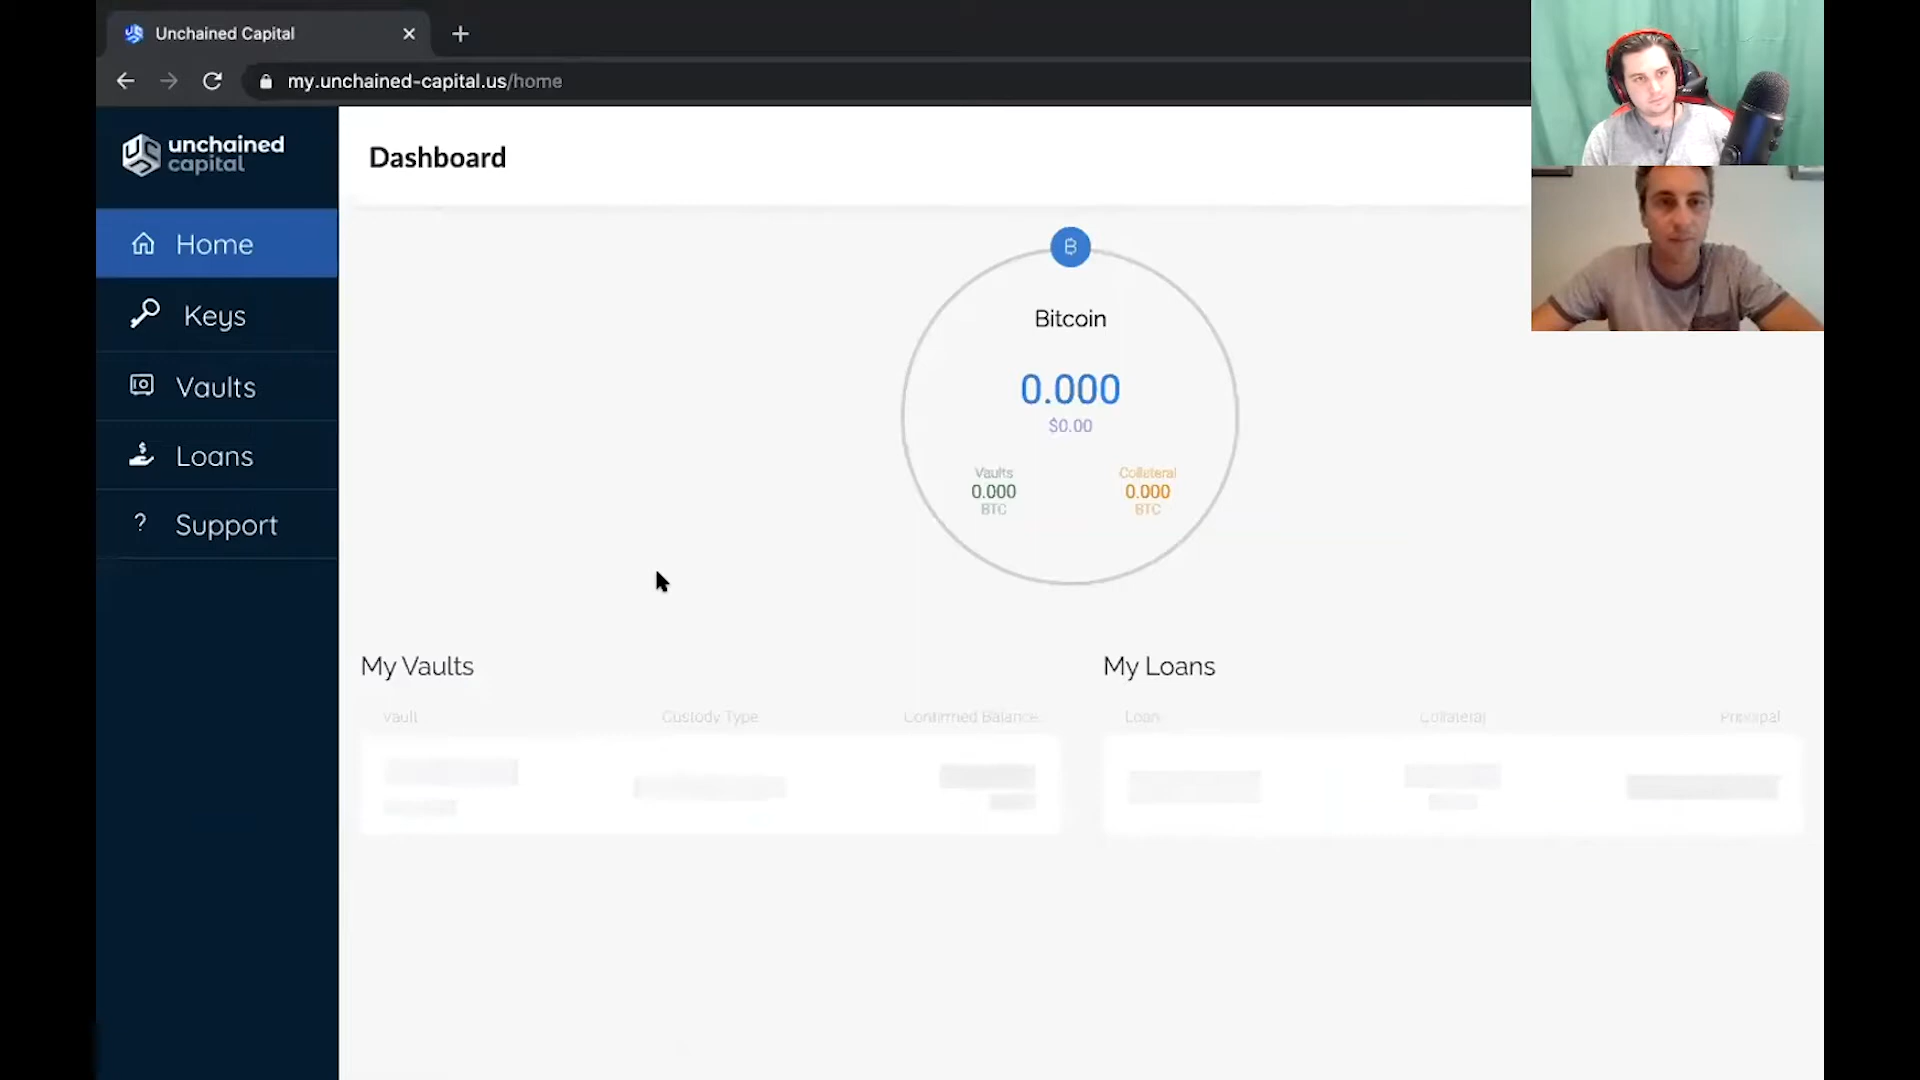 Unchained Capital
my.unchained-capital.us/home
unchained
capital
Dashboard
Home
Keys
Vaults
Loans
? Support
Bitcoin
0.000
$0.00
Vaults
0.000
BTC
Collateral
0.000
BTC
My Vaults
Vault Custody Type Confirmed Balance
My Loans
Loan Collateral Principal